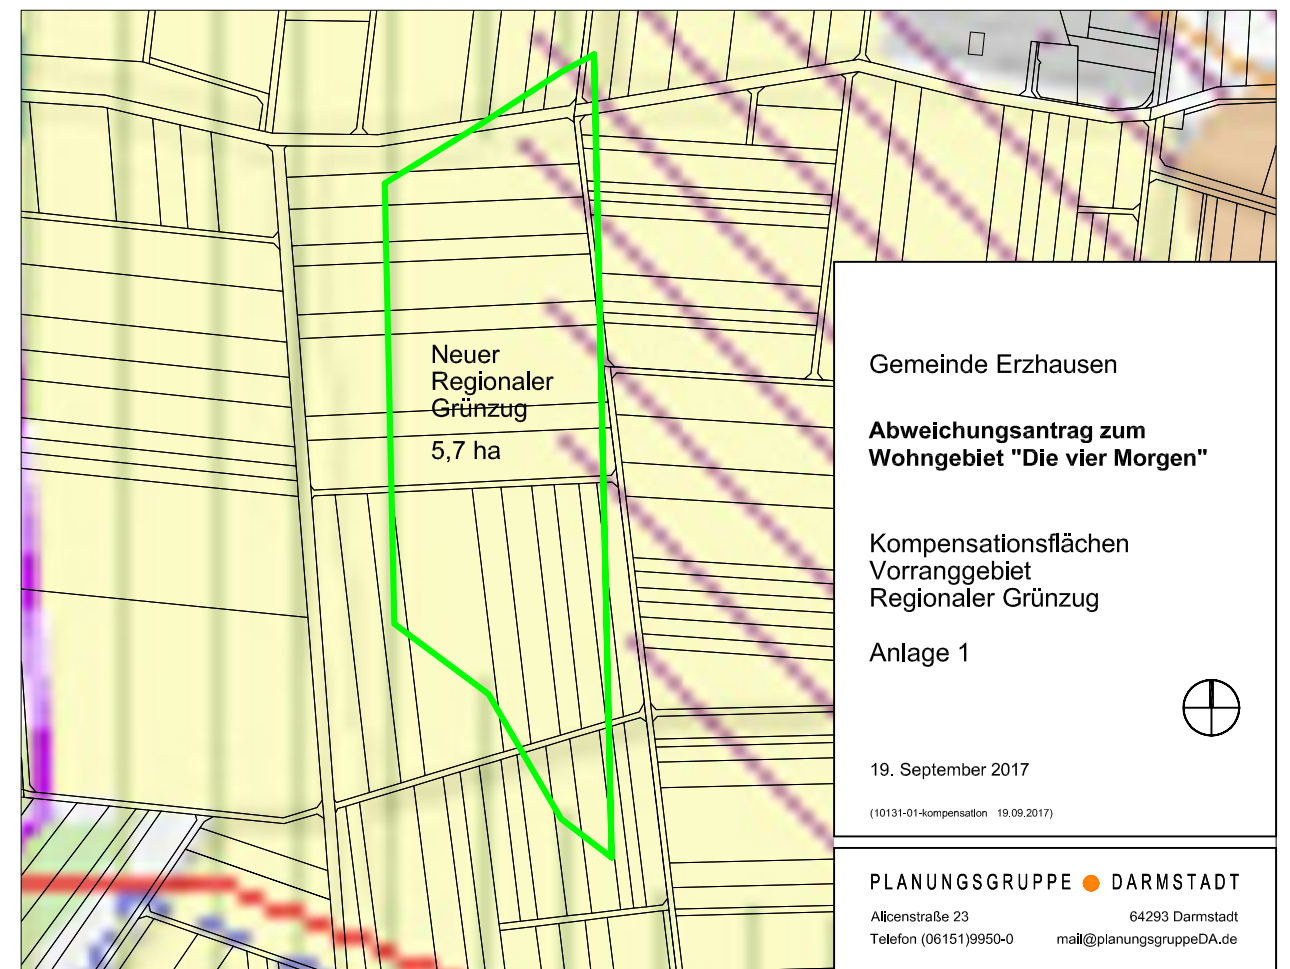 Neuer
Regionaler
Grünzug
5,7 ha
Gemeinde Erzhausen
Abweichungsantrag zum
Wohngebiet "Die vier Morgen"
Kompensationsflächen
Vorranggebiet
Regionaler Grünzug
Anlage 1
19. September 2017
(10131-01-kompensation 19.09.2017)
PLANUNGSGRUPPE DARMSTADT
Alicenstraße 23 64293 Darmstadt
Telefon (06151)9950-0 mail@planungsgruppeDA.de